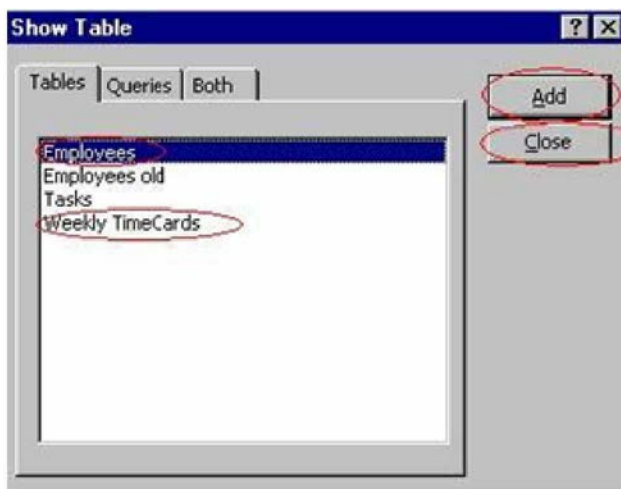 Show Table
Tables Queries Both
Add
Close
Employees
Employees old
Tasks
Weekly TimeCards